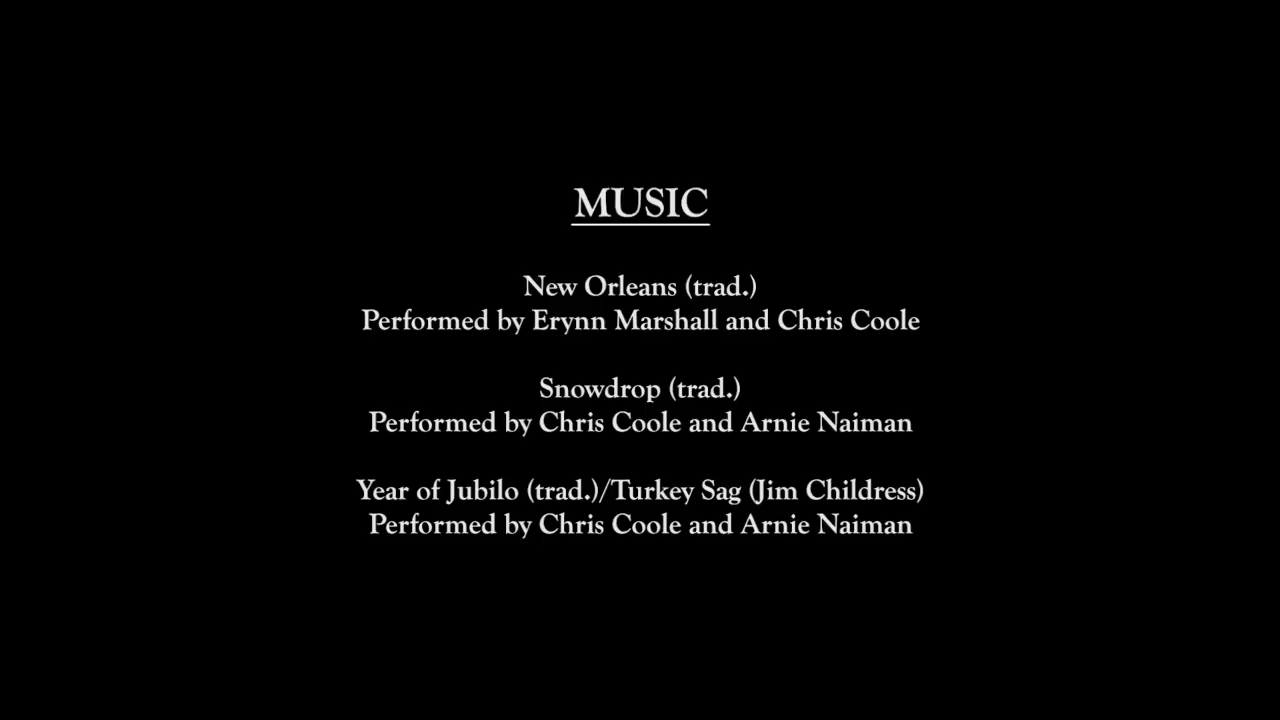 MUSIC
New Orleans (trad.)
Performed by Erynn Marshall and Chris Coole
Snowdrop (trad.)
Performed by Chris Coole and Arnie Naiman
Year of Jubilo (trad.)/Turkey Sag (Jim Childress)
Performed by Chris Coole and Arnie Naiman